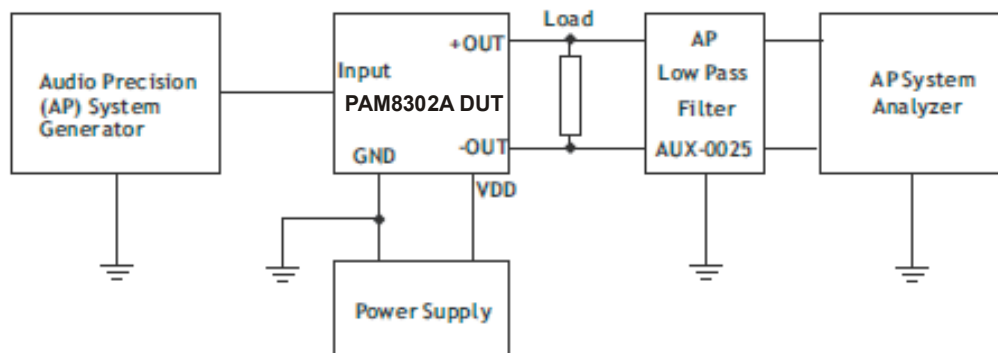 Audio Precision
(AP) System
Generator
Input
+OUT
PAM8302A DUT
-OUT
GND
VDD
Load
AP
Low Pass
Filter
AUX-0025
AP System
Analyzer
Power Supply